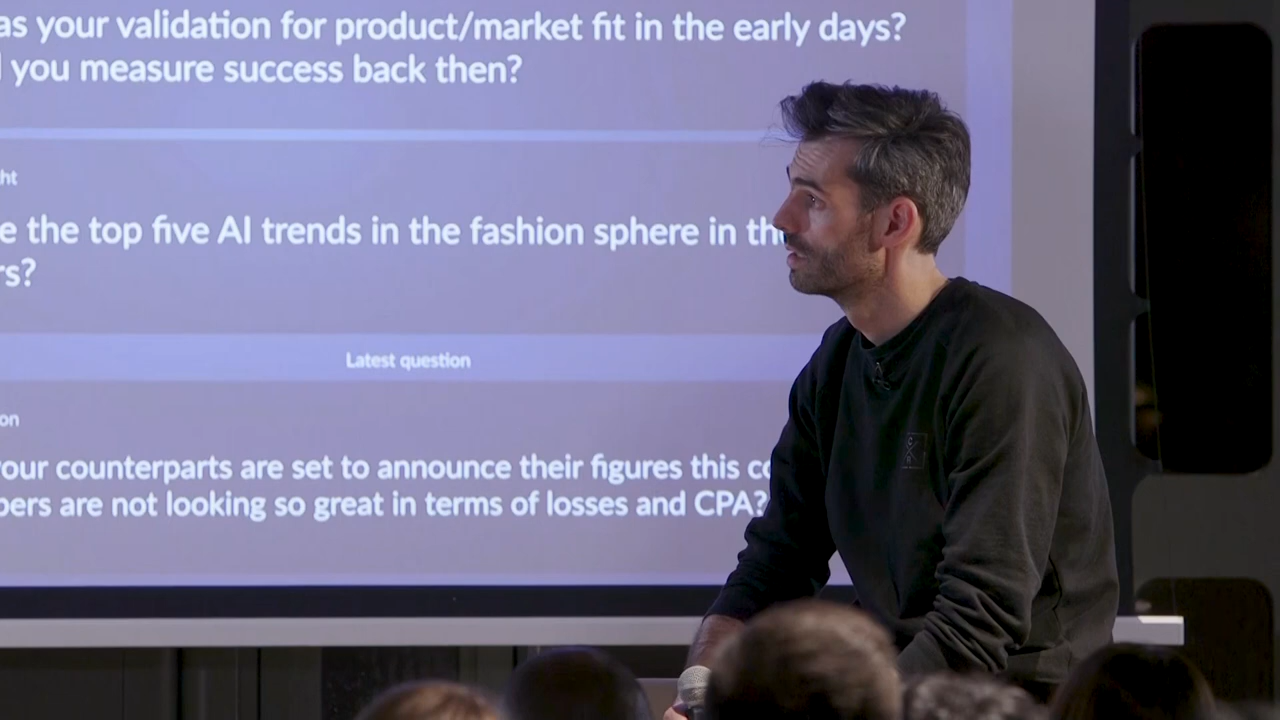 as your validation for product/market fit in the early days?
you measure success back then?
ht
e the top five AI trends in the fashion sphere in the
rs?
Latest question
on
our counterparts are set to announce their figures this co
bers are not looking so great in terms of losses and CPA?